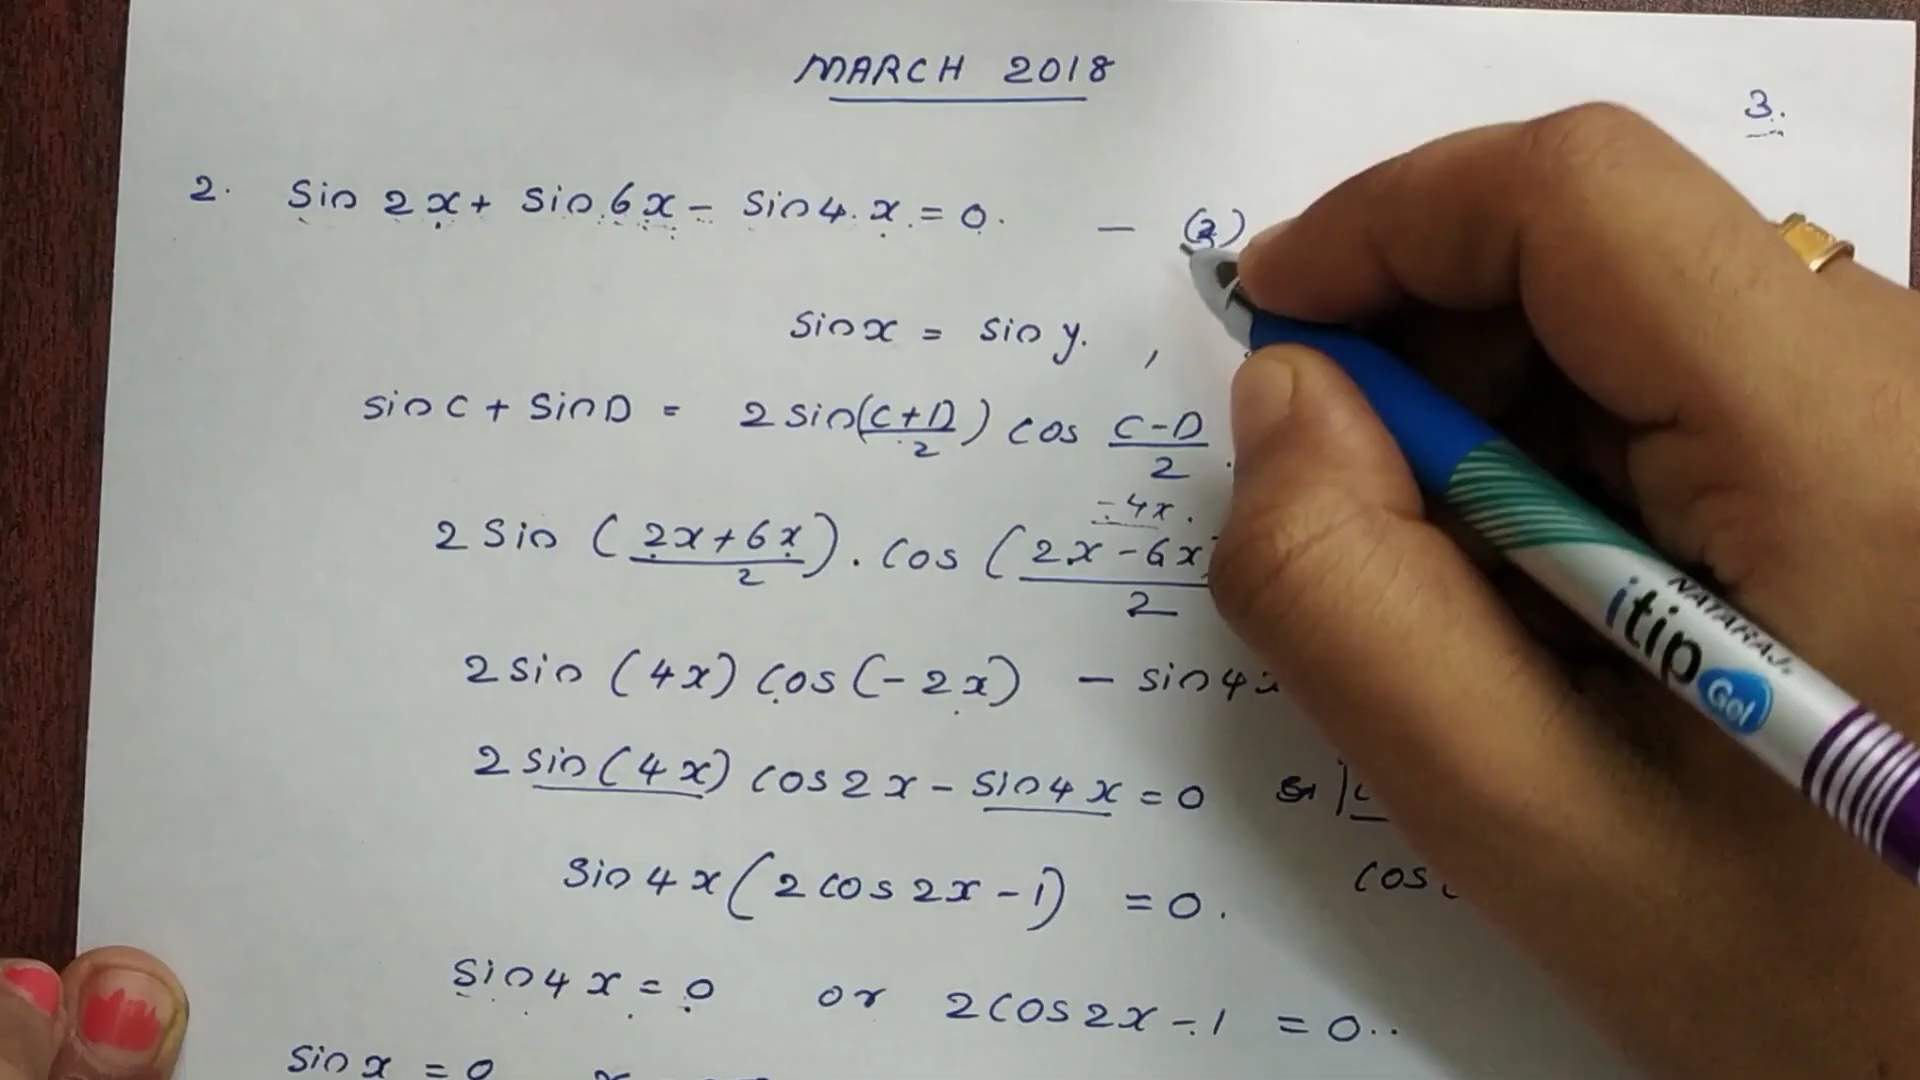 MARCH 2018
3.
2. Sin 2x + Sin 6x - Sin 4x = 0. - (3)
Sin x = Sin y. ,
Sin C + Sin D = 2 Sin (C+D/2) cos C-D/2
-4x.
2 Sin (2x+6x/2) . Cos (2x-6x/2
2 Sin (4x) Cos (-2x) - Sin 4x
2 Sin (4x) cos 2x - Sin 4x = 0
cos
Sin 4x (2 cos 2x - 1) = 0.
Sin 4x = 0 or 2 cos 2x - 1 = 0..
Sin x = 0
NATARAJ
itip Gel